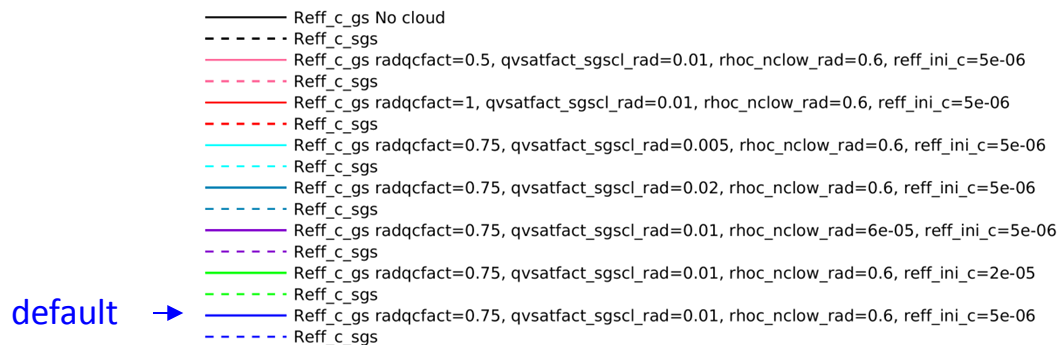 Reff_c_gs No cloud
Reff_c_sgs
Reff_c_gs radqcfact=0.5, qvsatfact_sgscl_rad=0.01, rhoc_nclow_rad=0.6, reff_ini_c=5e-06
Reff_c_sgs
Reff_c_gs radqcfact=1, qvsatfact_sgscl_rad=0.01, rhoc_nclow_rad=0.6, reff_ini_c=5e-06
Reff_c_sgs
Reff_c_gs radqcfact=0.75, qvsatfact_sgscl_rad=0.005, rhoc_nclow_rad=0.6, reff_ini_c=5e-06
Reff_c_sgs
Reff_c_gs radqcfact=0.75, qvsatfact_sgscl_rad=0.02, rhoc_nclow_rad=0.6, reff_ini_c=5e-06
Reff_c_sgs
Reff_c_gs radqcfact=0.75, qvsatfact_sgscl_rad=0.01, rhoc_nclow_rad=6e-05, reff_ini_c=5e-06
Reff_c_sgs
Reff_c_gs radqcfact=0.75, qvsatfact_sgscl_rad=0.01, rhoc_nclow_rad=0.6, reff_ini_c=2e-05
Reff_c_sgs
default Reff_c_gs radqcfact=0.75, qvsatfact_sgscl_rad=0.01, rhoc_nclow_rad=0.6, reff_ini_c=5e-06
Reff_c_sgs